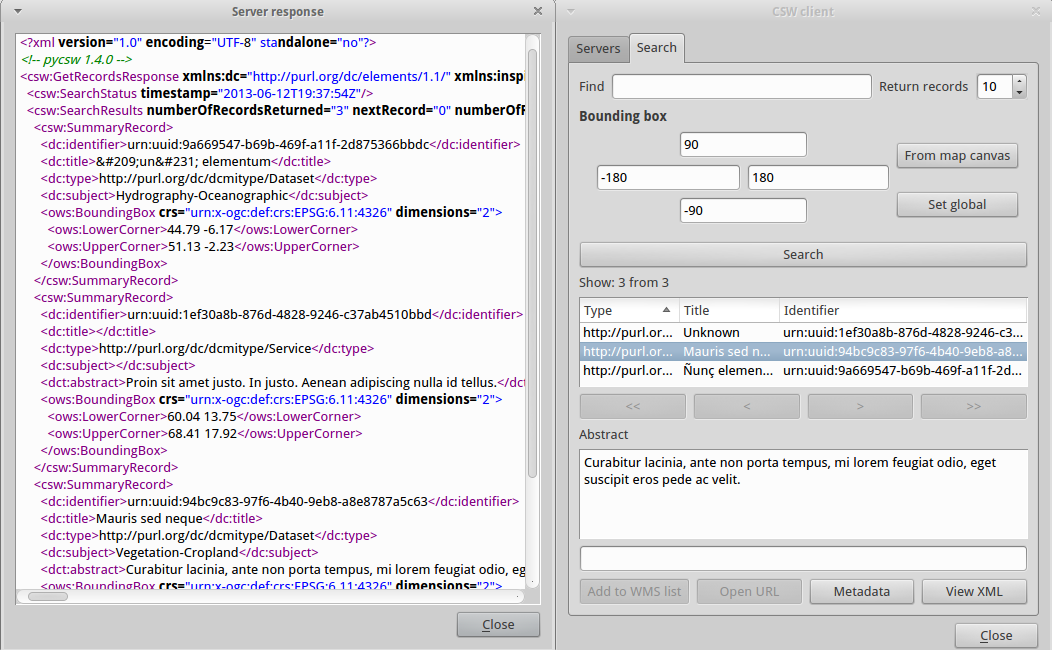 Server response
<?xml version="1.0" encoding="UTF-8" standalone="no"?>
<!-- pycsw 1.4.0 -->
<csw:GetRecordsResponse xmlns:dc="http://purl.org/dc/elements/1.1/" xmlns:inspi
<csw:SearchStatus timestamp="2013-06-12T19:37:54Z"/>
<csw:SearchResults numberOfRecordsReturned="3" nextRecord="0" numberOfR
<csw:SummaryRecord>
<dc:identifier>urn:uuid:9a669547-b69b-469f-a11f-2d875366bbdc</dc:identifier>
<dc:title>&#209;un&#231; elementum</dc:title>
<dc:type>http://purl.org/dc/dcmitype/Dataset</dc:type>
<dc:subject>Hydrography-Oceanographic</dc:subject>
<ows:BoundingBox crs="urn:x-ogc:def:crs:EPSG:6.11:4326" dimensions="2">
<ows:LowerCorner>44.79 -6.17</ows:LowerCorner>
<ows:UpperCorner>51.13 -2.23</ows:UpperCorner>
</ows:BoundingBox>
</csw:SummaryRecord>
<csw:SummaryRecord>
<dc:identifier>urn:uuid:1ef30a8b-876d-4828-9246-c37ab4510bbd</dc:identifier>
<dc:title></dc:title>
<dc:type>http://purl.org/dc/dcmitype/Service</dc:type>
<dc:subject></dc:subject>
<dct:abstract>Proin sit amet justo. In justo. Aenean adipiscing nulla id tellus.</dct
<ows:BoundingBox crs="urn:x-ogc:def:crs:EPSG:6.11:4326" dimensions="2">
<ows:LowerCorner>60.04 13.75</ows:LowerCorner>
<ows:UpperCorner>68.41 17.92</ows:UpperCorner>
</ows:BoundingBox>
</csw:SummaryRecord>
<csw:SummaryRecord>
<dc:identifier>urn:uuid:94bc9c83-97f6-4b40-9eb8-a8e8787a5c63</dc:identifier>
<dc:title>Mauris sed neque</dc:title>
<dc:type>http://purl.org/dc/dcmitype/Dataset</dc:type>
<dc:subject>Vegetation-Cropland</dc:subject>
<dct:abstract>Curabitur lacinia, ante non porta tempus, mi lorem feugiat odio, eg
<ows:BoundingBox crs="urn:x-ogc:def:crs:EPSG:6.11:4326" dimensions="2">
Close
CSW client
Servers Search
Find Return records 10
Bounding box
90
From map canvas
-180 180
Set global
-90
Search
Show: 3 from 3
Type Title Identifier
http://purl.or... Unknown urn:uuid:1ef30a8b-876d-4828-9246-c3...
http://purl.or... Mauris sed n... urn:uuid:94bc9c83-97f6-4b40-9eb8-a8...
http://purl.or... Ñunç elemen... urn:uuid:9a669547-b69b-469f-a11f-2d...
<< < > >>
Abstract
Curabitur lacinia, ante non porta tempus, mi lorem feugiat odio, eget
suscipit eros pede ac velit.
Add to WMS list Open URL Metadata View XML
Close